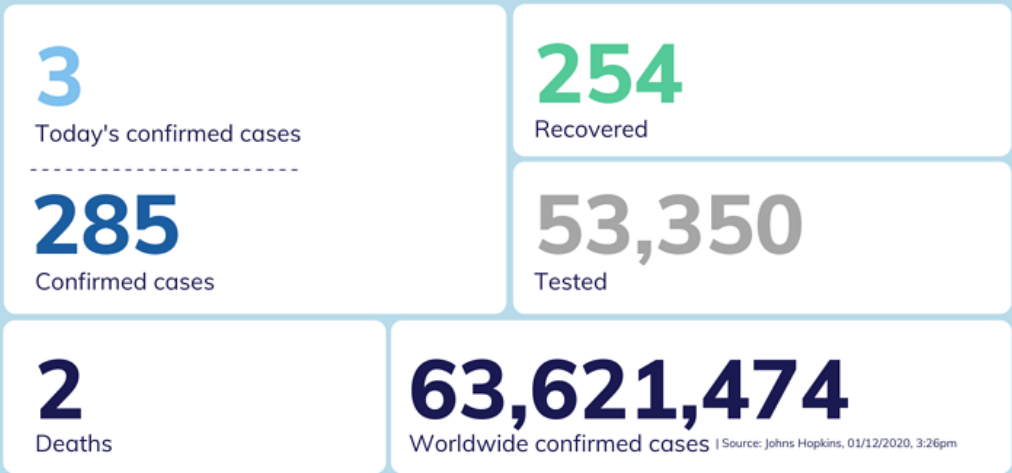 3
Today's confirmed cases
285
Confirmed cases
254
Recovered
53,350
Tested
2
Deaths
63,621,474
Worldwide confirmed cases | Source: Johns Hopkins, 01/12/2020, 3:26pm